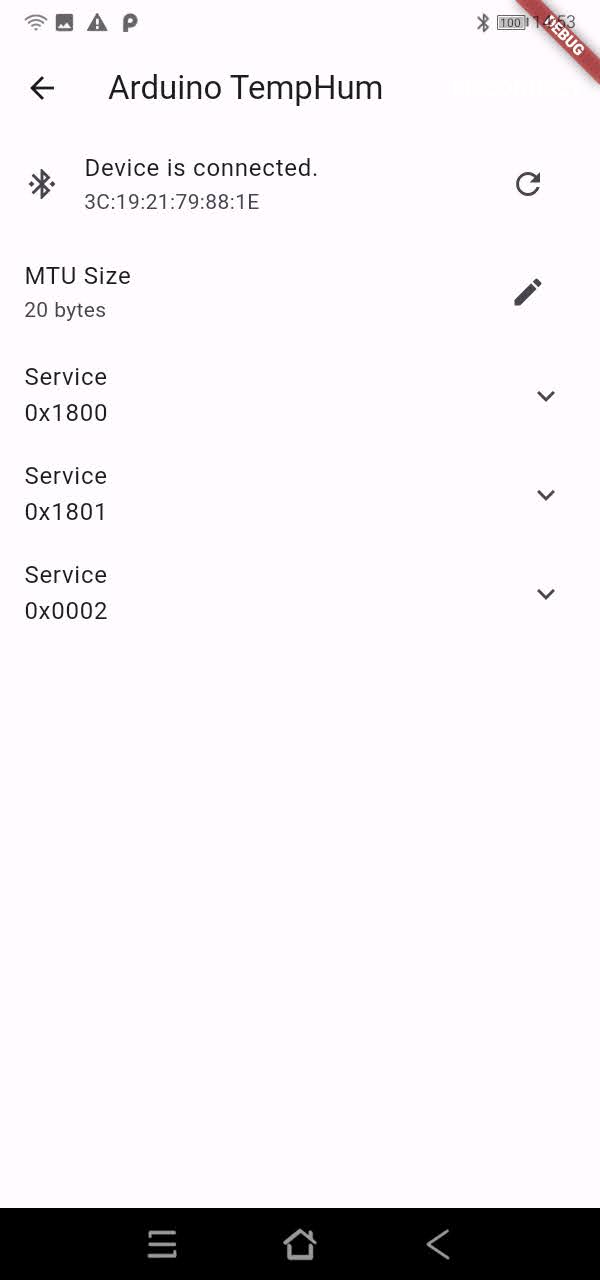 100 14:53
DEBUG
Arduino TempHum
Device is connected.
3C:19:21:79:88:1E
MTU Size
20 bytes
Service
0x1800
Service
0x1801
Service
0x0002